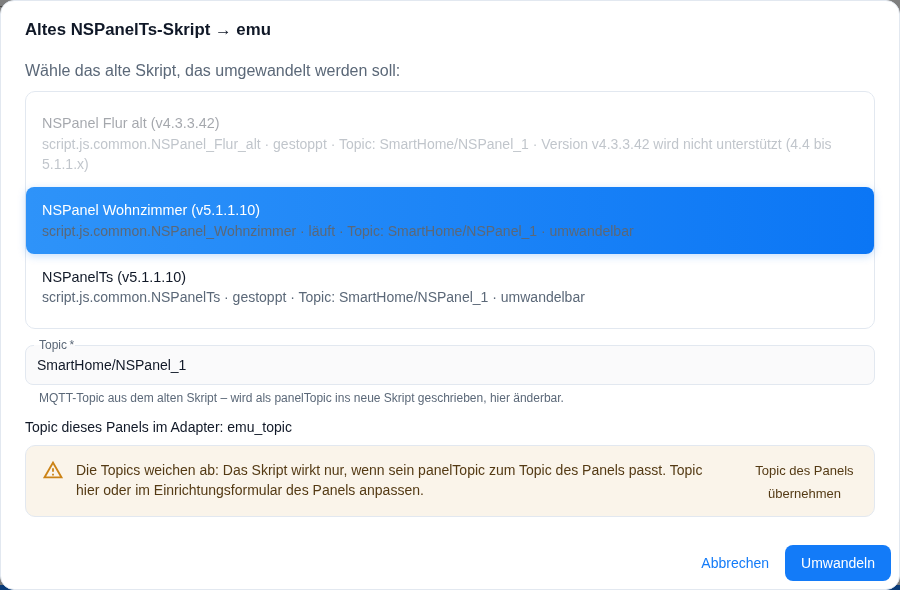 Altes NSPanelTs-Skript → emu
Wähle das alte Skript, das umgewandelt werden soll:
NSPanel Flur alt (v4.3.3.42)
script.js.common.NSPanel_Flur_alt · gestoppt · Topic: SmartHome/NSPanel_1 · Version v4.3.3.42 wird nicht unterstützt (4.4 bis
5.1.1.x)
NSPanel Wohnzimmer (v5.1.1.10)
script.js.common.NSPanel_Wohnzimmer · läuft · Topic: SmartHome/NSPanel_1 · umwandelbar
NSPanelTs (v5.1.1.10)
script.js.common.NSPanelTs · gestoppt · Topic: SmartHome/NSPanel_1 · umwandelbar
Topic *
SmartHome/NSPanel_1
MQTT-Topic aus dem alten Skript – wird als panelTopic ins neue Skript geschrieben, hier änderbar.
Topic dieses Panels im Adapter: emu_topic
Die Topics weichen ab: Das Skript wirkt nur, wenn sein panelTopic zum Topic des Panels passt. Topic
hier oder im Einrichtungsformular des Panels anpassen.
Topic des Panels
übernehmen
Abbrechen
Umwandeln